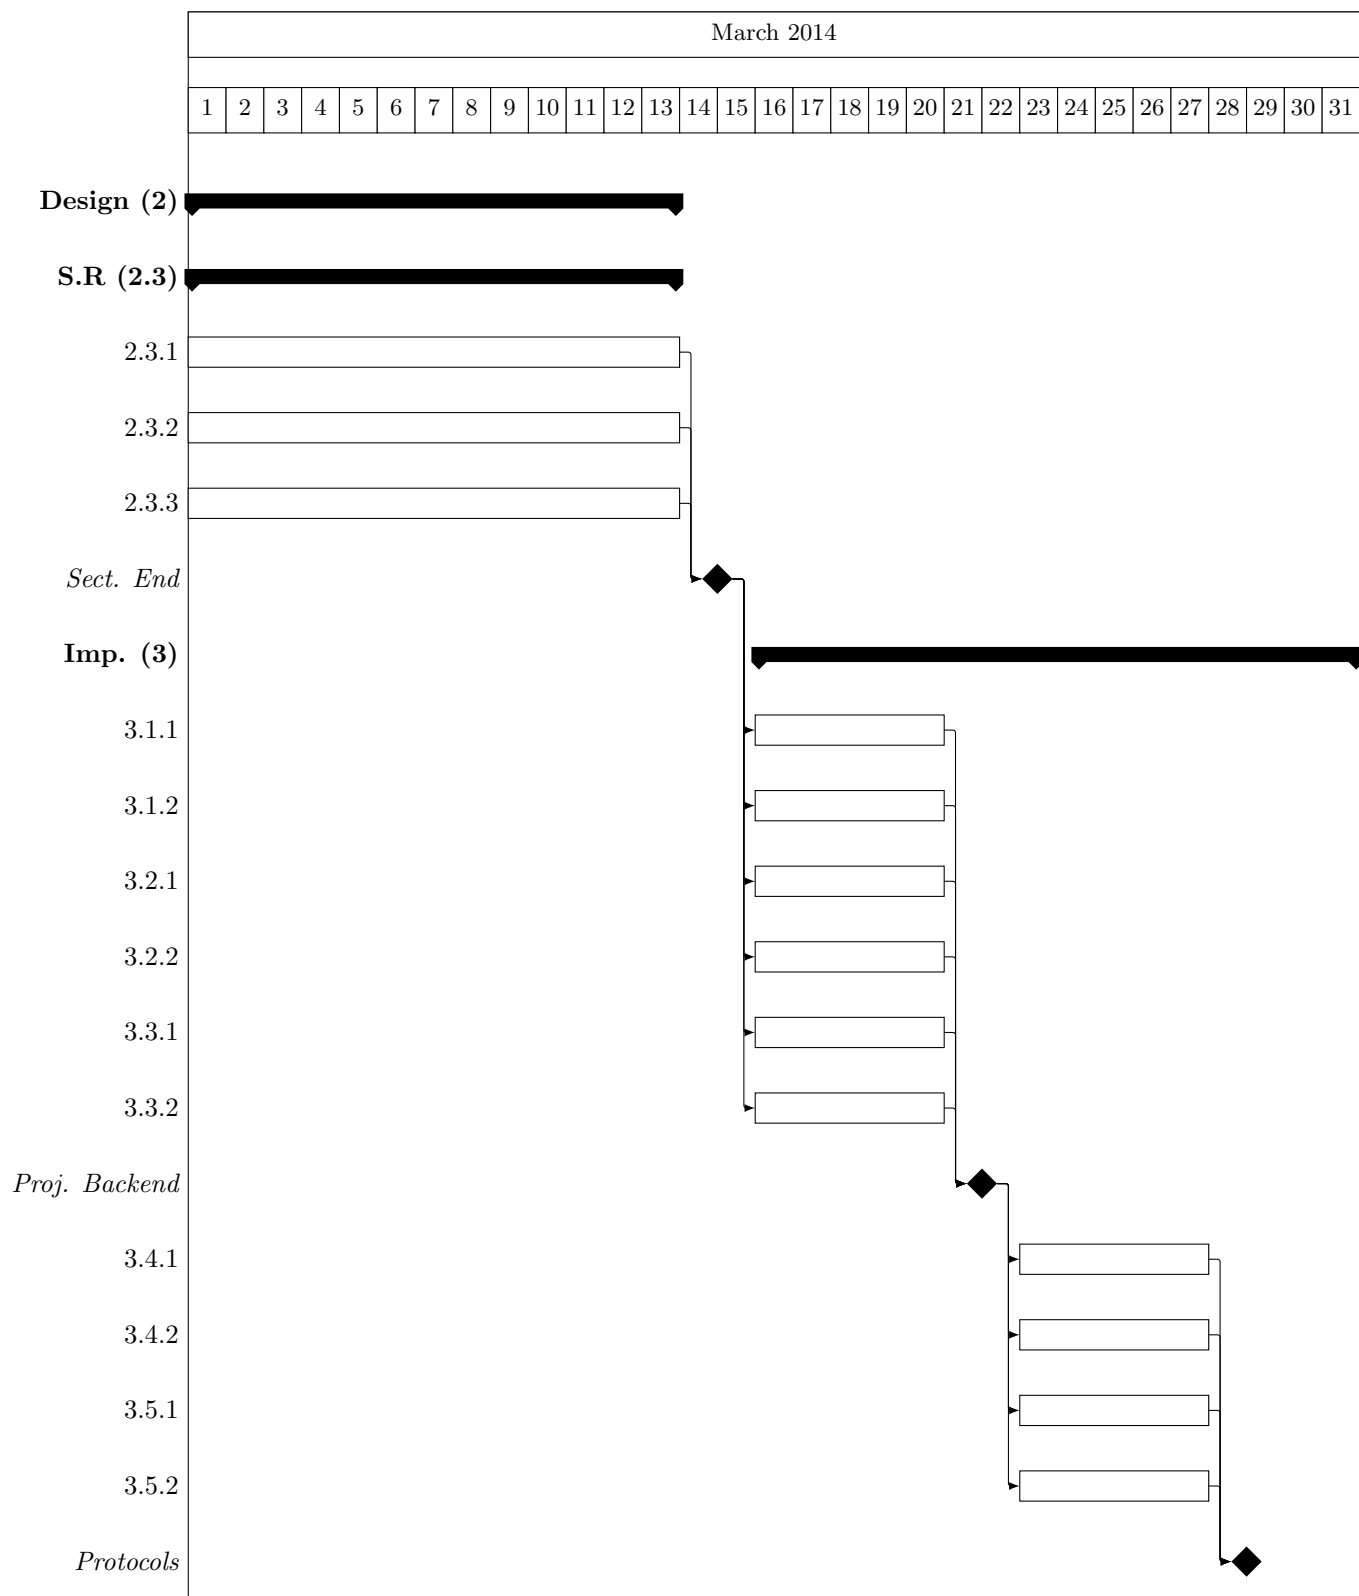 March 2014
1 2 3 4 5 6 7 8 9 10 11 12 13 14 15 16 17 18 19 20 21 22 23 24 25 26 27 28 29 30 31
Design (2)
S.R (2.3)
2.3.1
2.3.2
2.3.3
Sect. End
Imp. (3)
3.1.1
3.1.2
3.2.1
3.2.2
3.3.1
3.3.2
Proj. Backend
3.4.1
3.4.2
3.5.1
3.5.2
Protocols